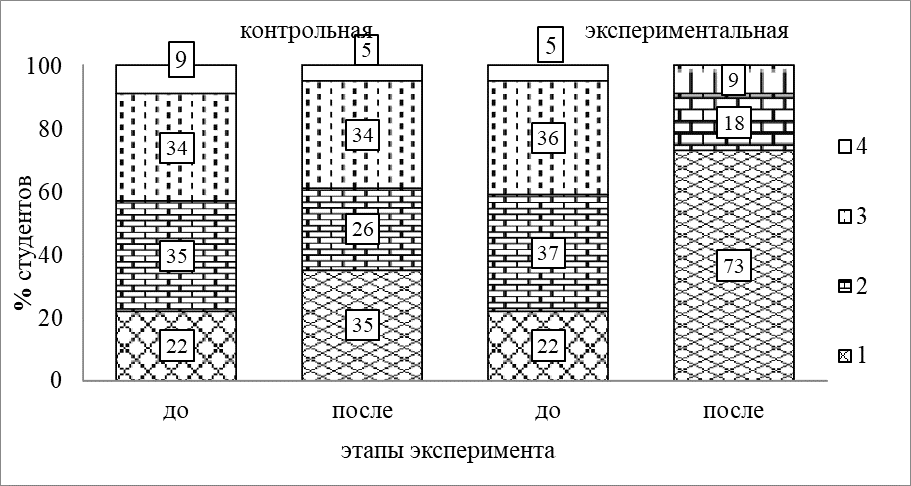 контрольная экспериментальная
9 5 5
100
80
60
40
20
0
% студентов
34 34 36 9
35 26 37 18
22 35 22 73
4
3
2
1
до после до после
этапы эксперимента